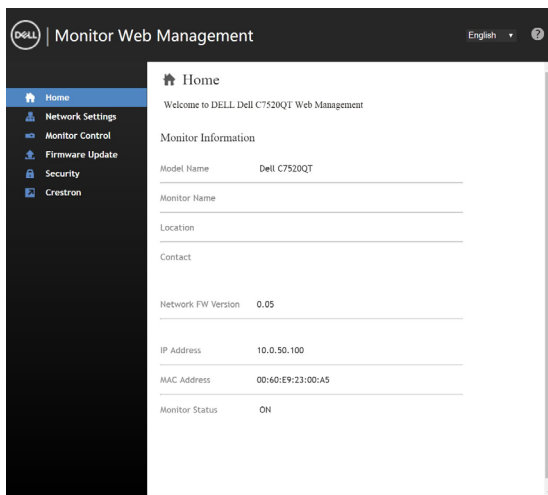 DELL | Monitor Web Management
English
?
Home
Network Settings
Monitor Control
Firmware Update
Security
Crestron
Home
Welcome to DELL Dell C7520QT Web Management
Monitor Information
Model Name Dell C7520QT
Monitor Name
Location
Contact
Network FW Version 0.05
IP Address 10.0.50.100
MAC Address 00:60:E9:23:00:A5
Monitor Status ON